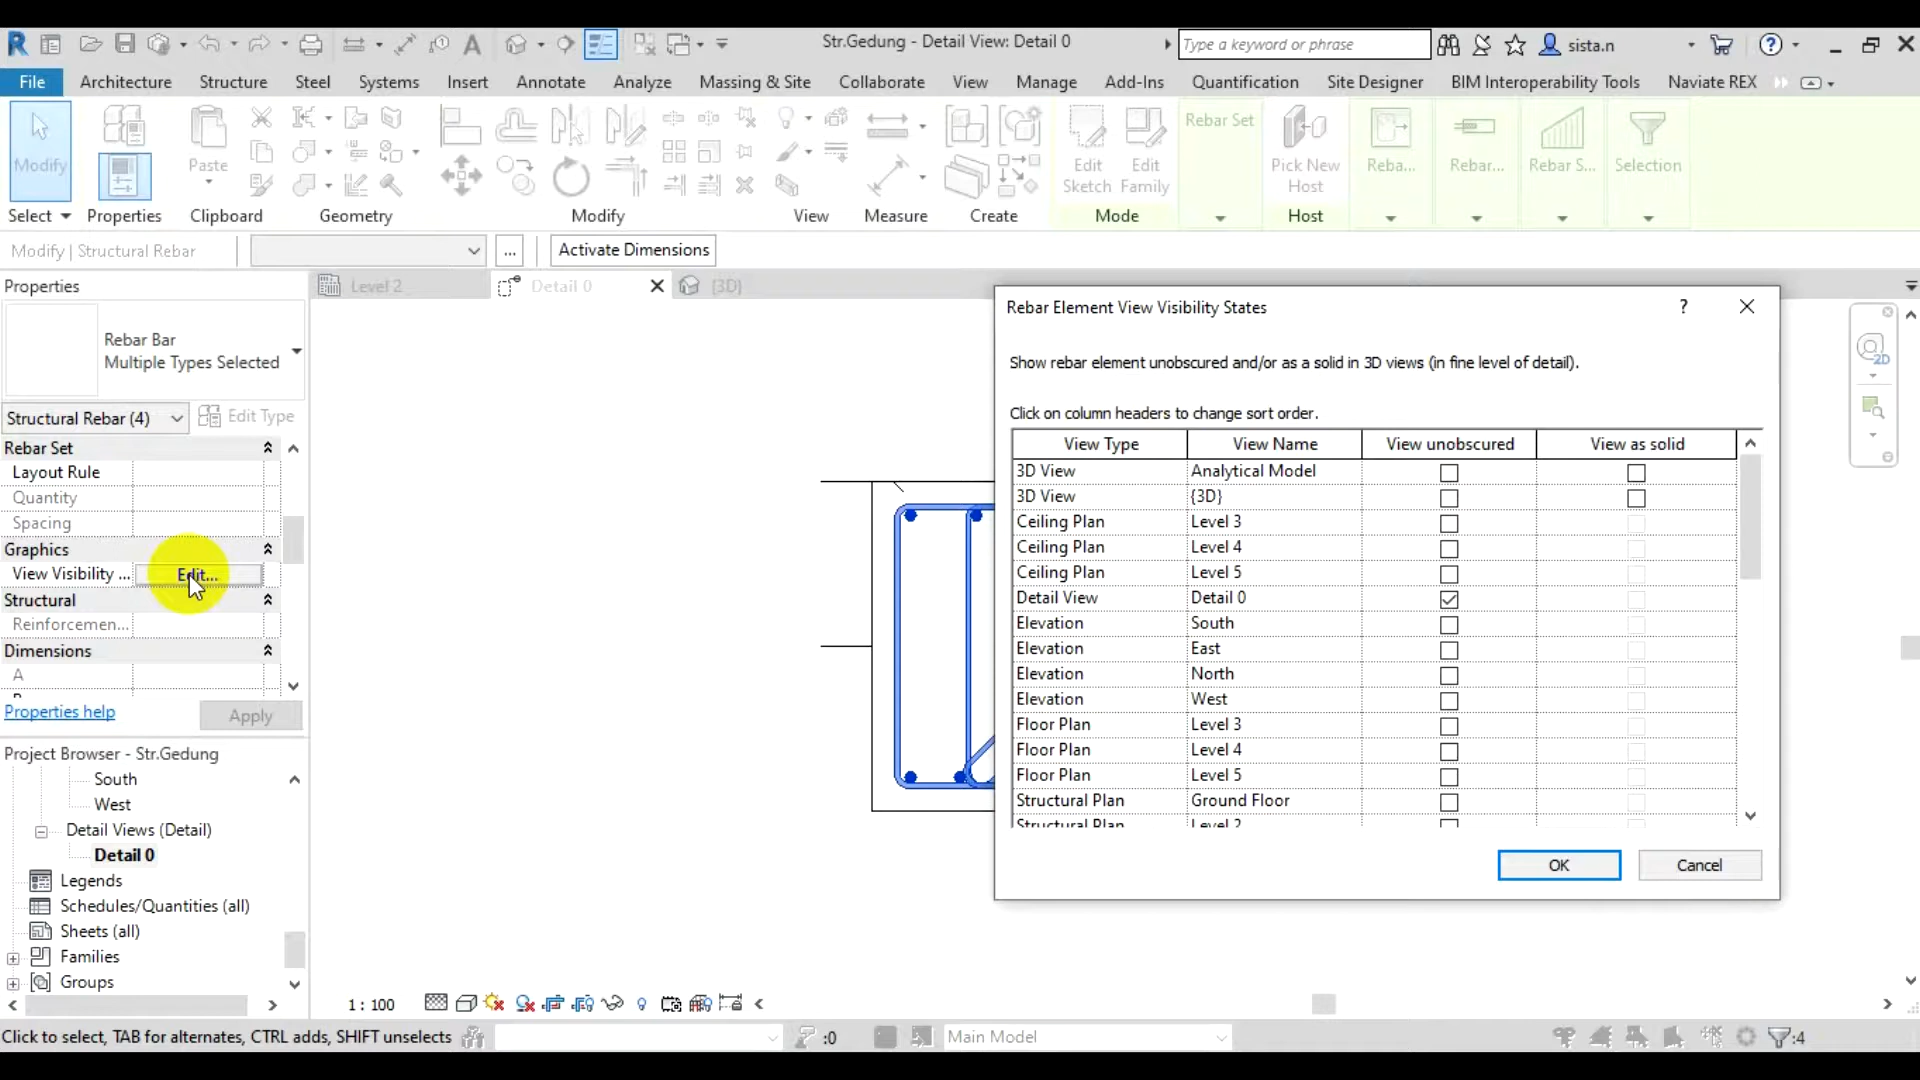 Str.Gedung - Detail View: Detail 0
Type a keyword or phrase
sista.n
File Architecture Structure Steel Systems Insert Annotate Analyze Massing & Site Collaborate View Manage Add-Ins Quantification Site Designer BIM Interoperability Tools Naviate REX
Modify
Paste
Edit Sketch
Edit Family
Rebar Set
Pick New Host
Reba...
Rebar...
Rebar S...
Selection
Select Properties Clipboard Geometry Modify View Measure Create Mode Host
Modify | Structural Rebar
...
Activate Dimensions
Properties
Level 2
Detail 0
{3D}
Rebar Bar
Multiple Types Selected
Structural Rebar (4)
Edit Type
Rebar Set
Layout Rule
Quantity
Spacing
Graphics
View Visibility ... Edit...
Structural
Reinforcemen...
Dimensions
A
Properties help
Apply
Project Browser - Str.Gedung
South
West
Detail Views (Detail)
Detail 0
Legends
Schedules/Quantities (all)
Sheets (all)
Families
Groups
Rebar Element View Visibility States
Show rebar element unobscured and/or as a solid in 3D views (in fine level of detail).
Click on column headers to change sort order.
View Type View Name View unobscured View as solid
3D View Analytical Model
3D View {3D}
Ceiling Plan Level 3
Ceiling Plan Level 4
Ceiling Plan Level 5
Detail View Detail 0
Elevation South
Elevation East
Elevation North
Elevation West
Floor Plan Level 3
Floor Plan Level 4
Floor Plan Level 5
Structural Plan Ground Floor
Structural Plan Level 2
OK
Cancel
2D
1 : 100
Click to select, TAB for alternates, CTRL adds, SHIFT unselects
:0
Main Model
:4